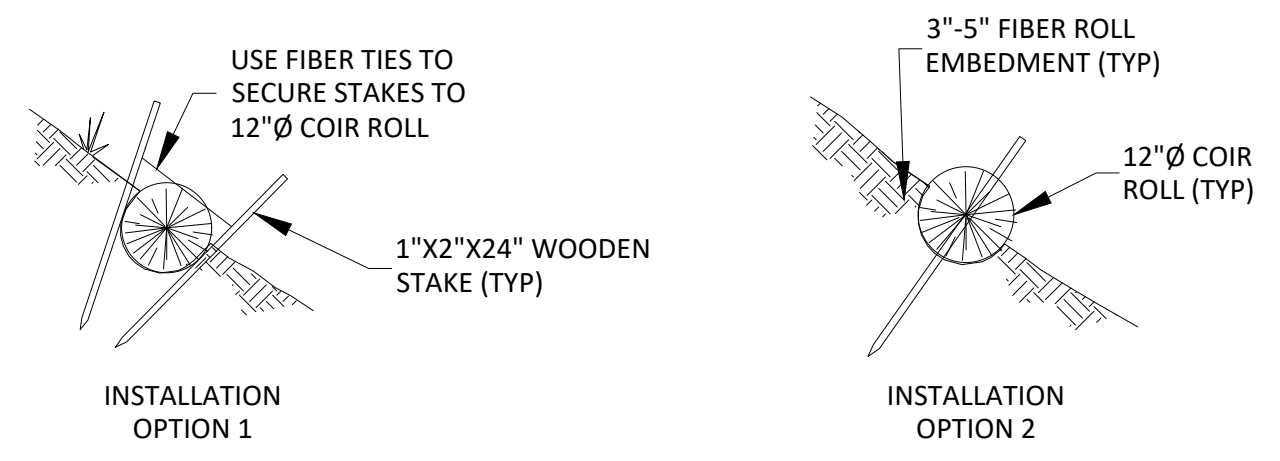 USE FIBER TIES TO
SECURE STAKES TO
12"Ø COIR ROLL
1"X2"X24" WOODEN
STAKE (TYP)
INSTALLATION
OPTION 1
3"-5" FIBER ROLL
EMBEDMENT (TYP)
12"Ø COIR
ROLL (TYP)
INSTALLATION
OPTION 2